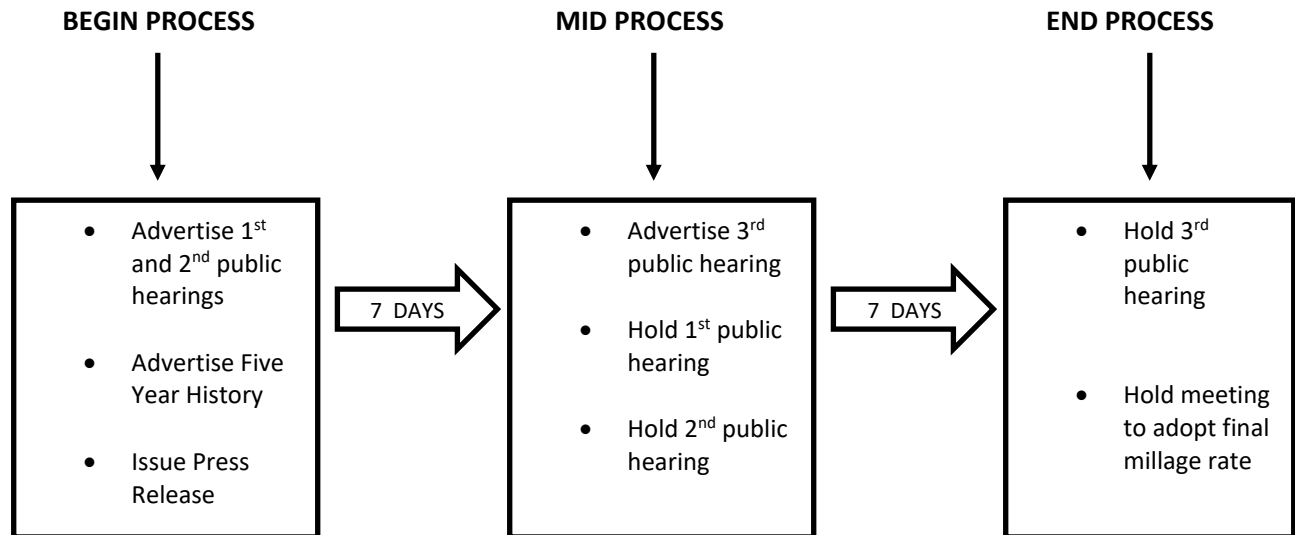 BEGIN PROCESS
MID PROCESS
END PROCESS
• Advertise 1st
and 2nd public
hearings
• Advertise Five
Year History
• Issue Press
Release
7 DAYS
• Advertise 3rd
public hearing
• Hold 1st public
hearing
• Hold 2nd public
hearing
7 DAYS
• Hold 3rd
public
hearing
• Hold meeting
to adopt final
millage rate